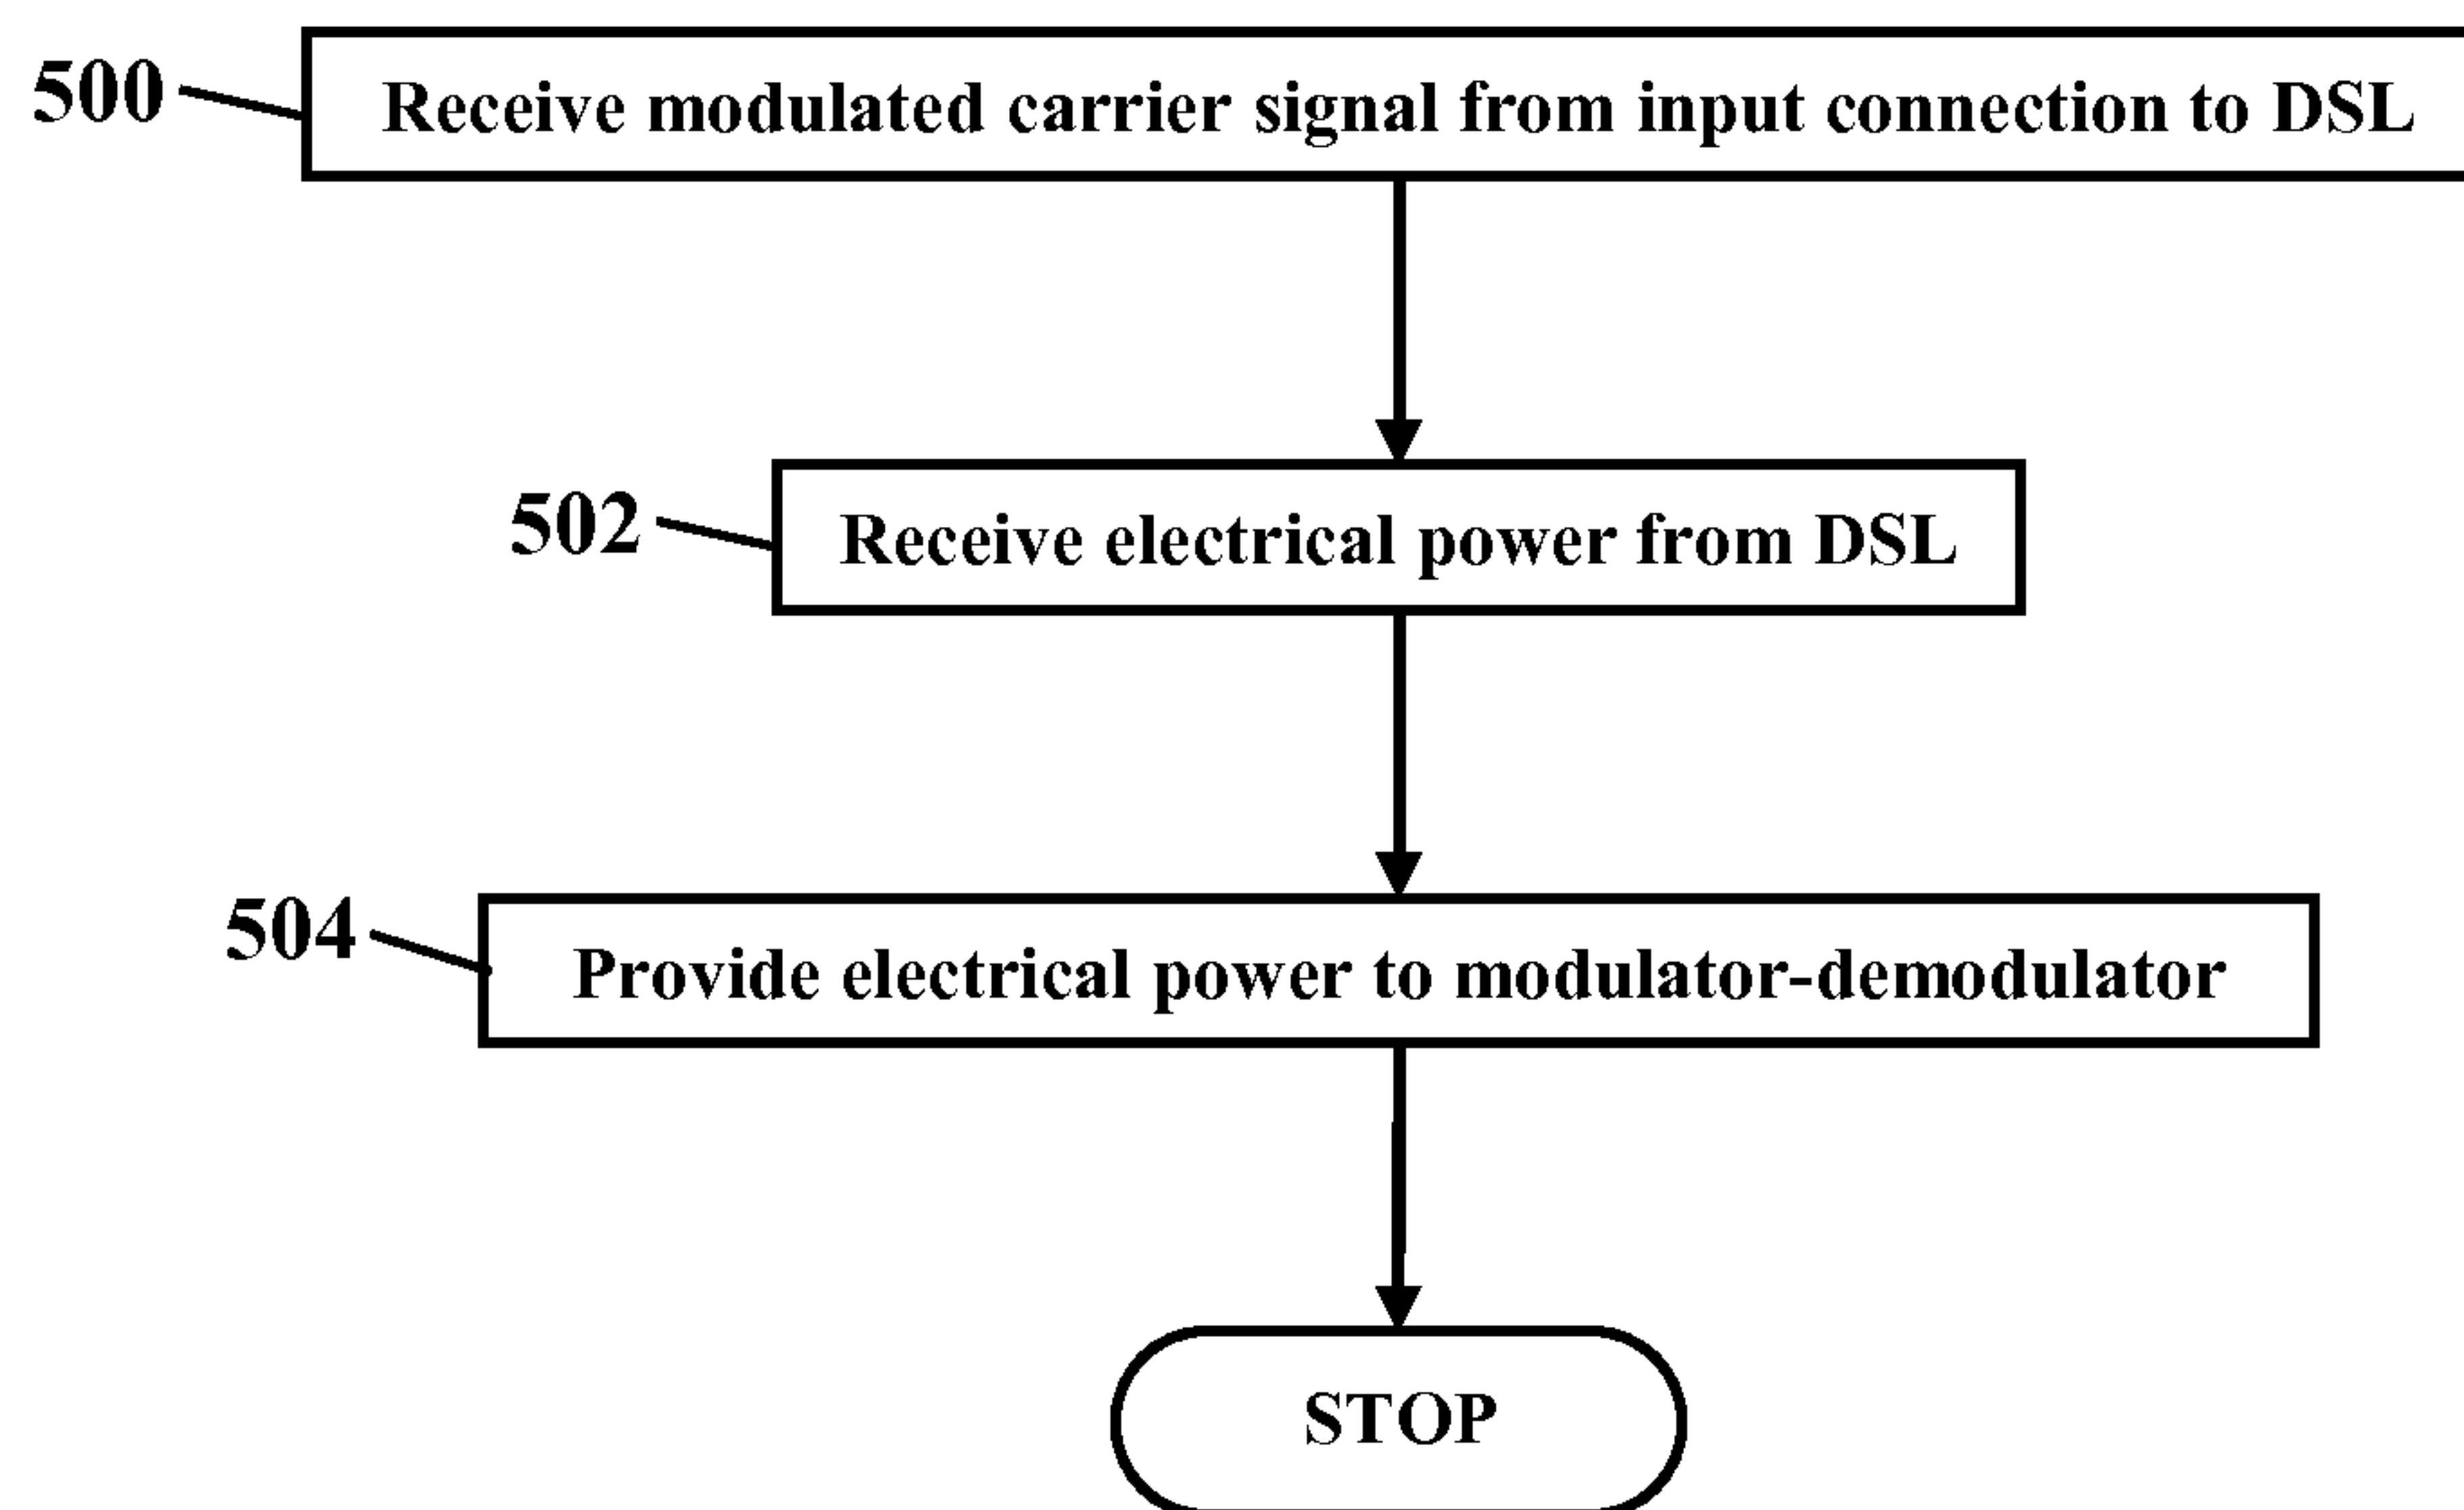 500
Receive modulated carrier signal from input connection to DSL
502
Receive electrical power from DSL
504
Provide electrical power to modulator-demodulator
STOP